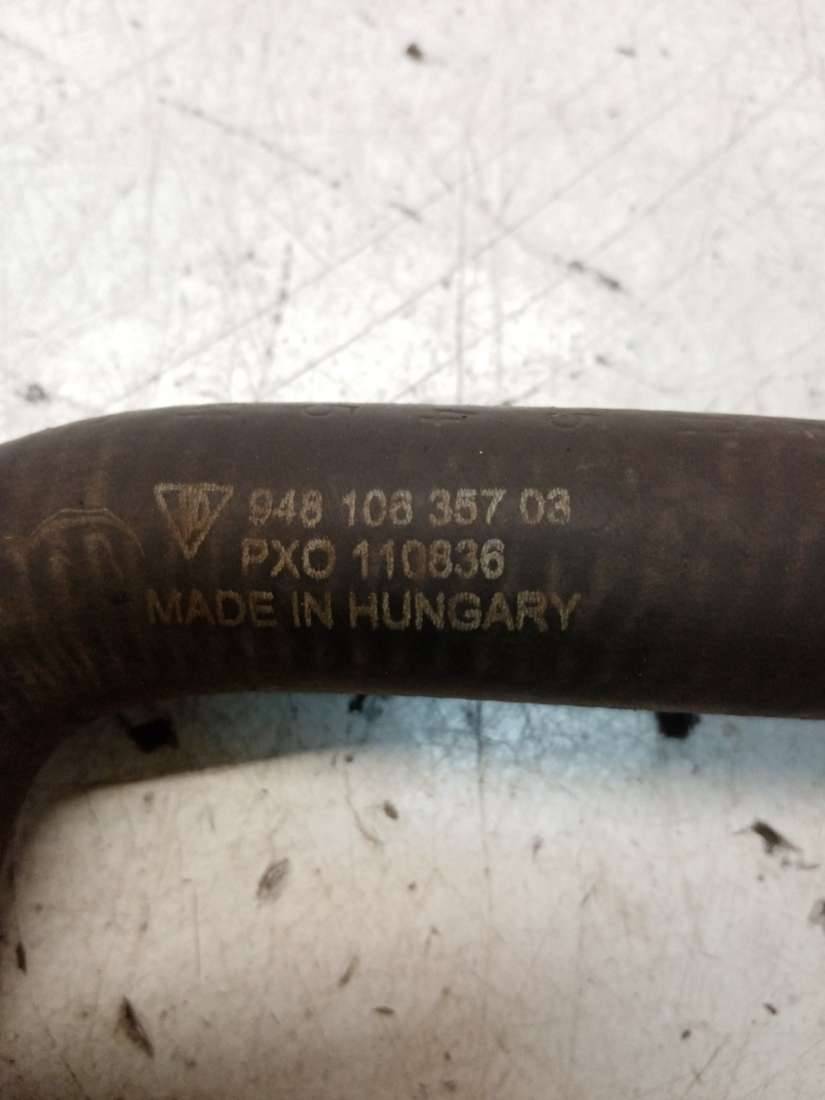 948 106 357 03
PXO 110836
MADE IN HUNGARY